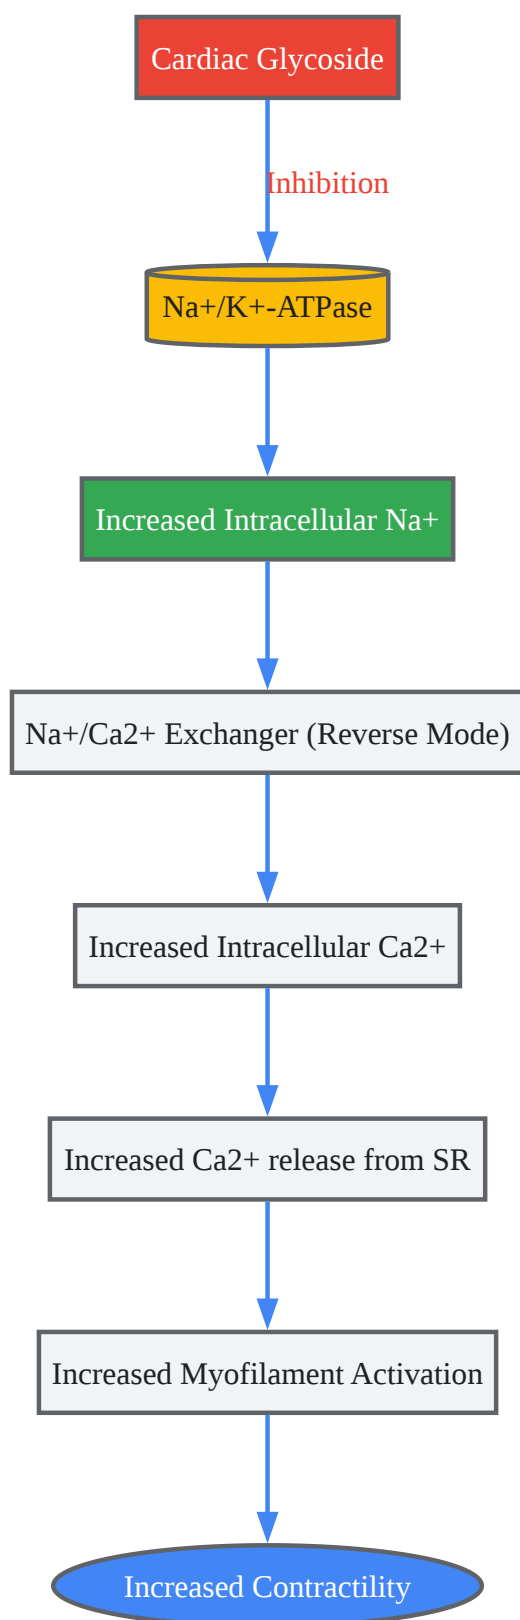 Cardiac Glycoside
Inhibition
Na+/K+-ATPase
Increased Intracellular Na+
Na+/Ca2+ Exchanger (Reverse Mode)
Increased Intracellular Ca2+
Increased Ca2+ release from SR
Increased Myofilament Activation
Increased Contractility